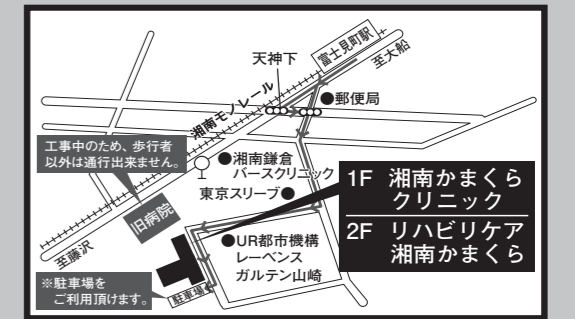 富士見町駅
至大船
天神下
●郵便局
湘南モノレール
工事中のため、歩行者
以外は通行出来ません。
●湘南鎌倉
バースクリニック
東京スリーブ●
旧病院
至藤沢
1F 湘南かまくら
クリニック
2F リハビリケア
湘南かまくら
●UR都市機構
レーベンス
ガルテン山崎
※駐車場を
ご利用頂けます。
駐車場